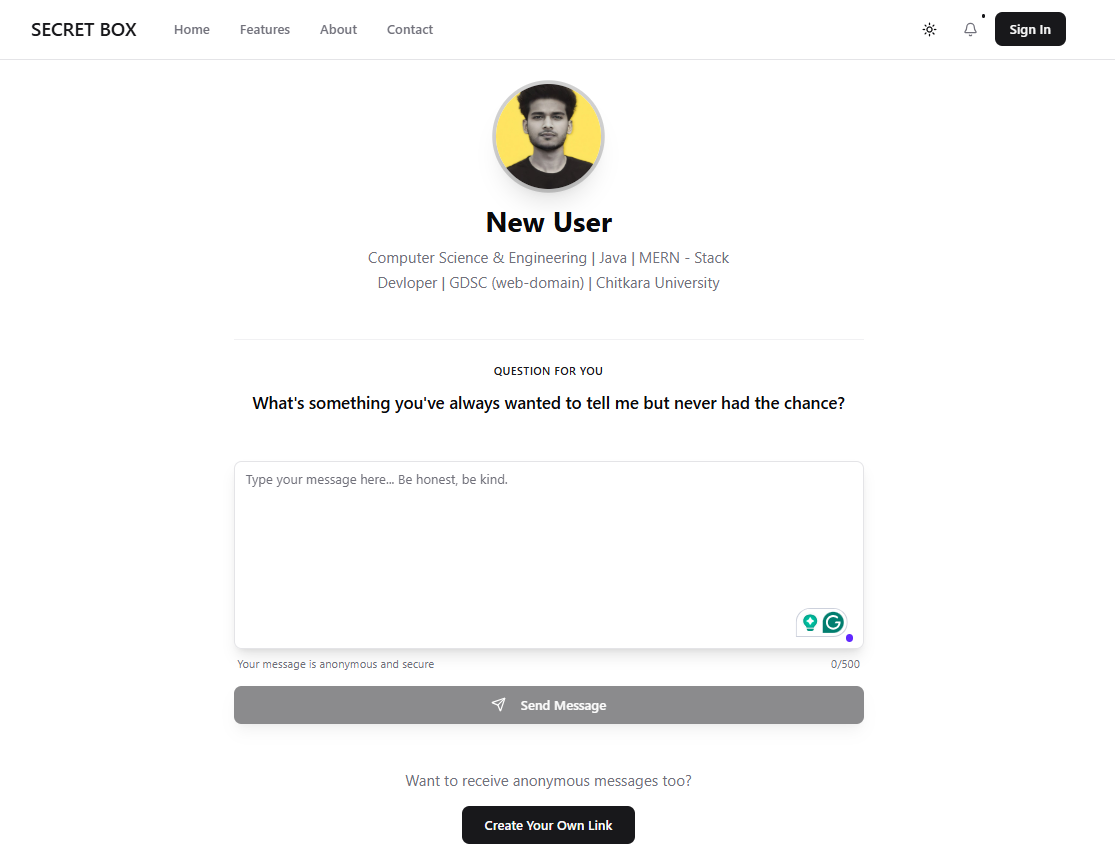 SECRET BOX
Home
Features
About
Contact
Sign In
New User
Computer Science & Engineering | Java | MERN - Stack
Devloper | GDSC (web-domain) | Chitkara University
QUESTION FOR YOU
What's something you've always wanted to tell me but never had the chance?
Type your message here... Be honest, be kind.
Your message is anonymous and secure
0/500
Send Message
Want to receive anonymous messages too?
Create Your Own Link